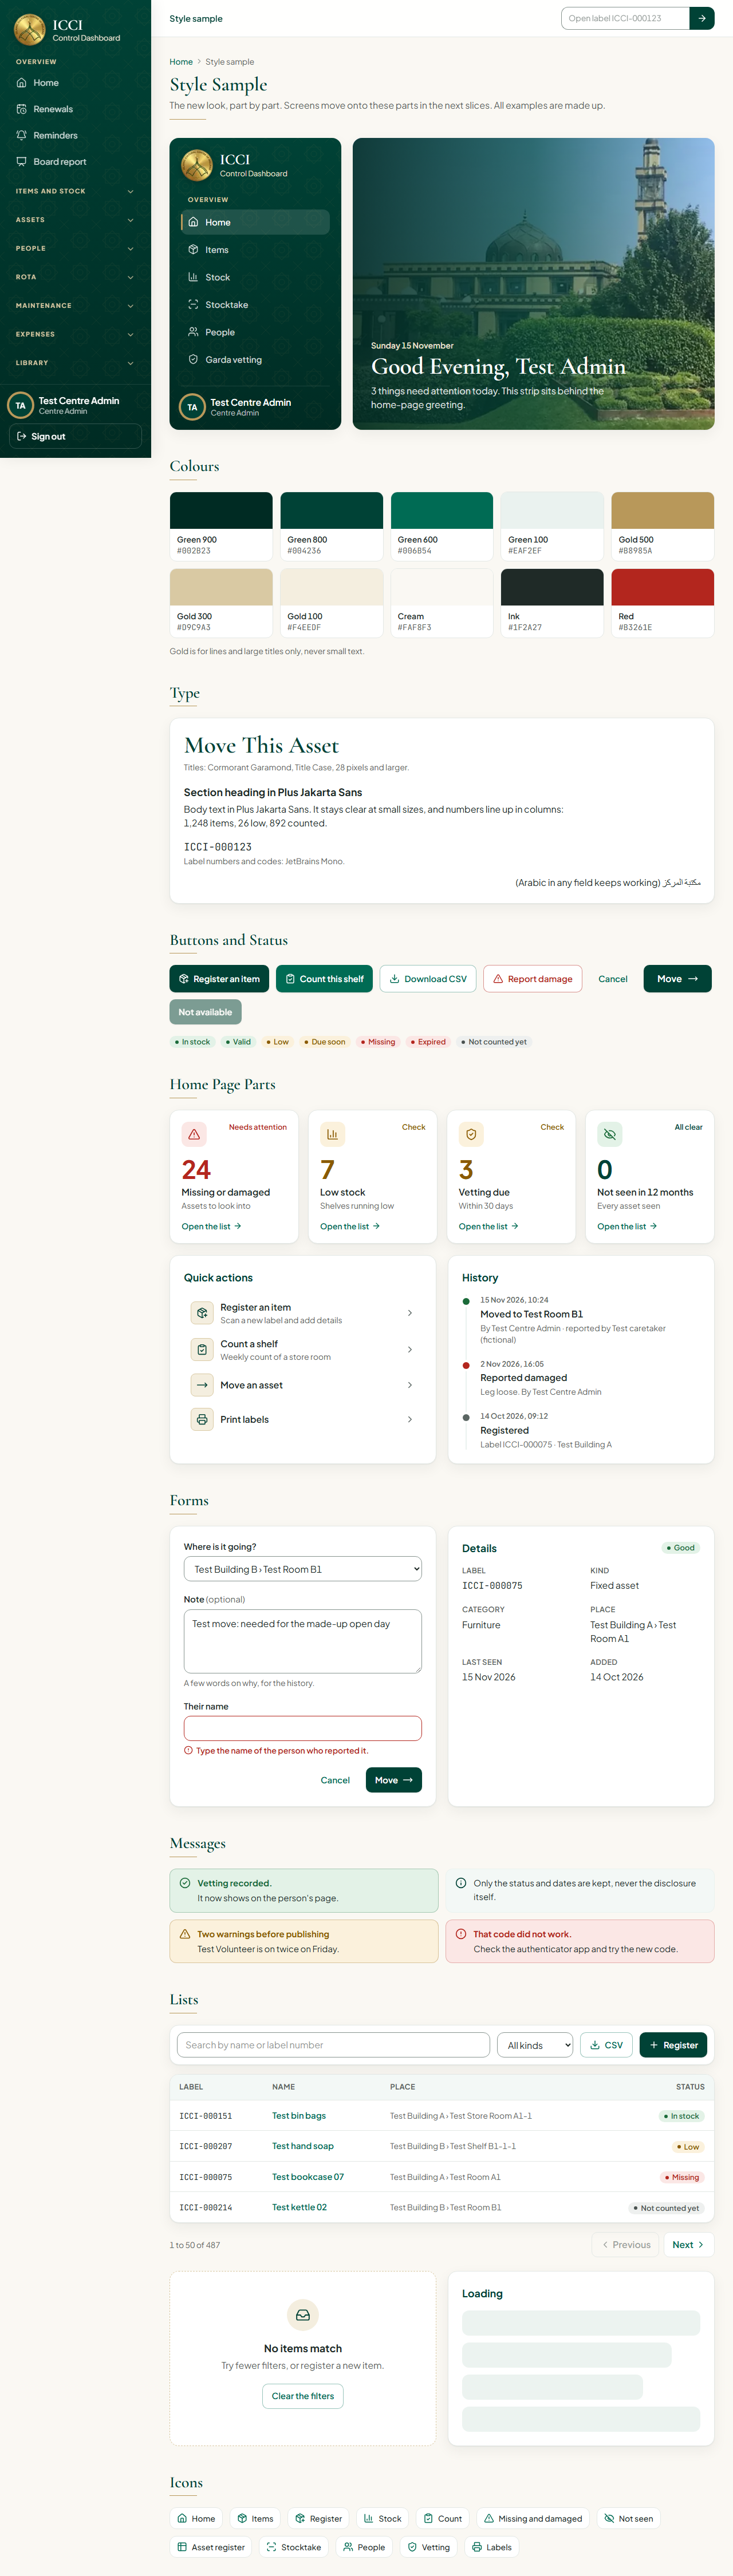 ICCI
Control Dashboard
OVERVIEW
Home
Renewals
Reminders
Board report
ITEMS AND STOCK
ASSETS
PEOPLE
ROTA
MAINTENANCE
EXPENSES
LIBRARY
TA
Test Centre Admin
Centre Admin
Sign out
Style sample
Open label ICCI-000123
Home > Style sample
Style Sample
The new look, part by part. Screens move onto these parts in the next slices. All examples are made up.
ICCI
Control Dashboard
OVERVIEW
Home
Items
Stock
Stocktake
People
Garda vetting
TA
Test Centre Admin
Centre Admin
Sunday 15 November
Good Evening, Test Admin
3 things need attention today. This strip sits behind the
home-page greeting.
Colours
Green 900
#002B23
Green 800
#004236
Green 600
#006B54
Green 100
#EAF2EF
Gold 500
#B8985A
Gold 300
#D9C9A3
Gold 100
#F4EEDF
Cream
#FAF8F3
Ink
#1F2A27
Red
#B3261E
Gold is for lines and large titles only, never small text.
Type
Move This Asset
Titles: Cormorant Garamond, Title Case, 28 pixels and larger.
Section heading in Plus Jakarta Sans
Body text in Plus Jakarta Sans. It stays clear at small sizes, and numbers line up in columns:
1,248 items, 26 low, 892 counted.
ICCI-000123
Label numbers and codes: JetBrains Mono.
مكتبة المركز (Arabic in any field keeps working)
Buttons and Status
Register an item
Count this shelf
Download CSV
Report damage
Cancel
Move
Not available
In stock
Valid
Low
Due soon
Missing
Expired
Not counted yet
Home Page Parts
Needs attention
24
Missing or damaged
Assets to look into
Open the list
Check
7
Low stock
Shelves running low
Open the list
Check
3
Vetting due
Within 30 days
Open the list
All clear
0
Not seen in 12 months
Every asset seen
Open the list
Quick actions
Register an item
Scan a new label and add details
Count a shelf
Weekly count of a store room
Move an asset
Print labels
History
15 Nov 2026, 10:24
Moved to Test Room B1
By Test Centre Admin · reported by Test caretaker
(fictional)
2 Nov 2026, 16:05
Reported damaged
Leg loose. By Test Centre Admin
14 Oct 2026, 09:12
Registered
Label ICCI-000075 · Test Building A
Forms
Where is it going?
Test Building B › Test Room B1
Note (optional)
Test move: needed for the made-up open day
A few words on why, for the history.
Their name
Type the name of the person who reported it.
Cancel
Move
Details
Good
LABEL
ICCI-000075
KIND
Fixed asset
CATEGORY
Furniture
PLACE
Test Building A › Test
Room A1
LAST SEEN
15 Nov 2026
ADDED
14 Oct 2026
Messages
Vetting recorded.
It now shows on the person's page.
Only the status and dates are kept, never the disclosure
itself.
Two warnings before publishing
Test Volunteer is on twice on Friday.
That code did not work.
Check the authenticator app and try the new code.
Lists
Search by name or label number
All kinds
CSV
Register
LABEL NAME PLACE STATUS
ICCI-000151 Test bin bags Test Building A › Test Store Room A1-1 In stock
ICCI-000207 Test hand soap Test Building B › Test Shelf B1-1-1 Low
ICCI-000075 Test bookcase 07 Test Building A › Test Room A1 Missing
ICCI-000214 Test kettle 02 Test Building B › Test Room B1 Not counted yet
1 to 50 of 487
Previous
Next
No items match
Try fewer filters, or register a new item.
Clear the filters
Loading
Icons
Home
Items
Register
Stock
Count
Missing and damaged
Not seen
Asset register
Stocktake
People
Vetting
Labels